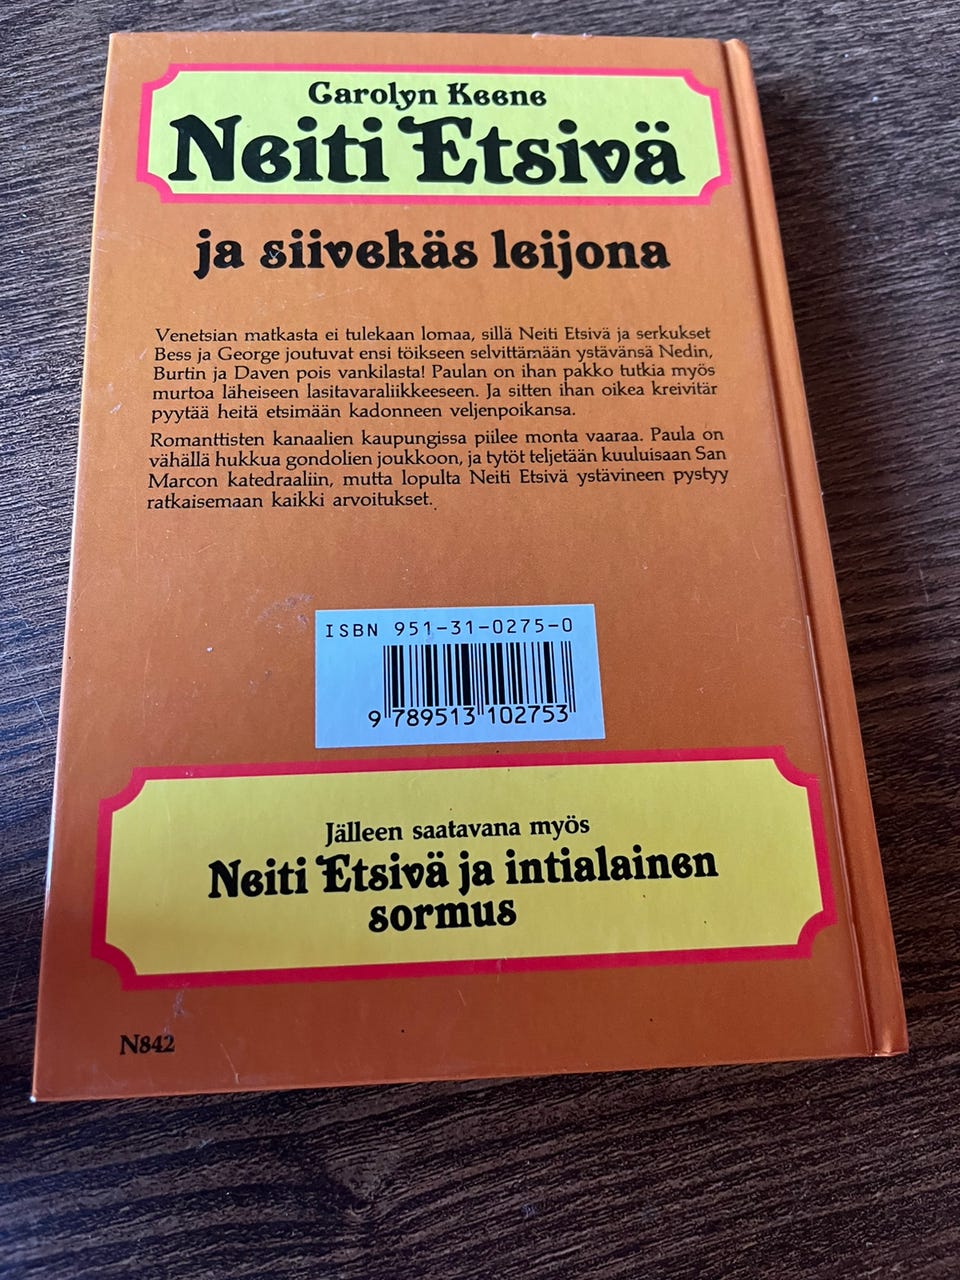 Carolyn Keene
Neiti Etsivä
ja siivekäs leijona
Venetsian matkasta ei tulekaan lomaa, sillä Neiti Etsivä ja serkukset
Bess ja George joutuvat ensi töikseen selvittämään ystävänsä Nedin,
Burtin ja Daven pois vankilasta! Paulan on ihan pakko tutkia myös
murtoa läheiseen lasitavaraliikkeeseen. Ja sitten ihan oikea kreivitär
pyytää heitä etsimään kadonneen veljenpoikansa.
Romanttisten kanaalien kaupungissa piilee monta vaaraa. Paula on
vähällä hukkua gondolien joukkoon, ja tytöt teljetään kuuluisaan San
Marcon katedraaliin, mutta lopulta Neiti Etsivä ystävineen pystyy
ratkaisemaan kaikki arvoitukset.
ISBN 951-31-0275-0
9 789513 102753
Jälleen saatavana myös
Neiti Etsivä ja intialainen
sormus
N842